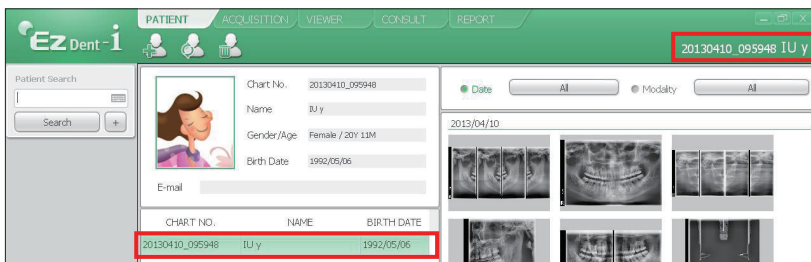 PATIENT ACQUISITION VIEWER CONSULT REPORT
Ez Dent-i
20130410_095948 IU y
Patient Search
Search +
Chart No. 20130410_095948
Name IU y
Gender/Age Female / 20Y 11M
Birth Date 1992/05/06
E-mail
CHART NO. NAME BIRTH DATE
20130410_095948 IU y 1992/05/06
Date All Modality All
2013/04/10